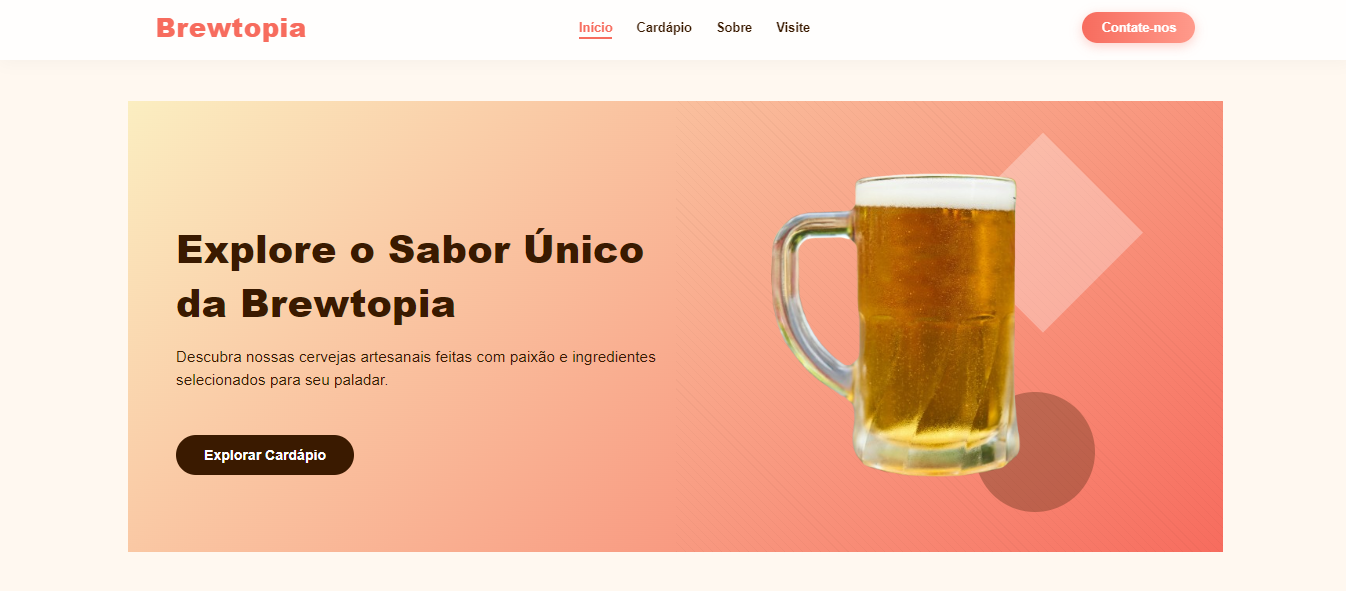 Brewtopia
Início
Cardápio
Sobre
Visite
Contate-nos
Explore o Sabor Único
da Brewtopia
Descubra nossas cervejas artesanais feitas com paixão e ingredientes
selecionados para seu paladar.
Explorar Cardápio